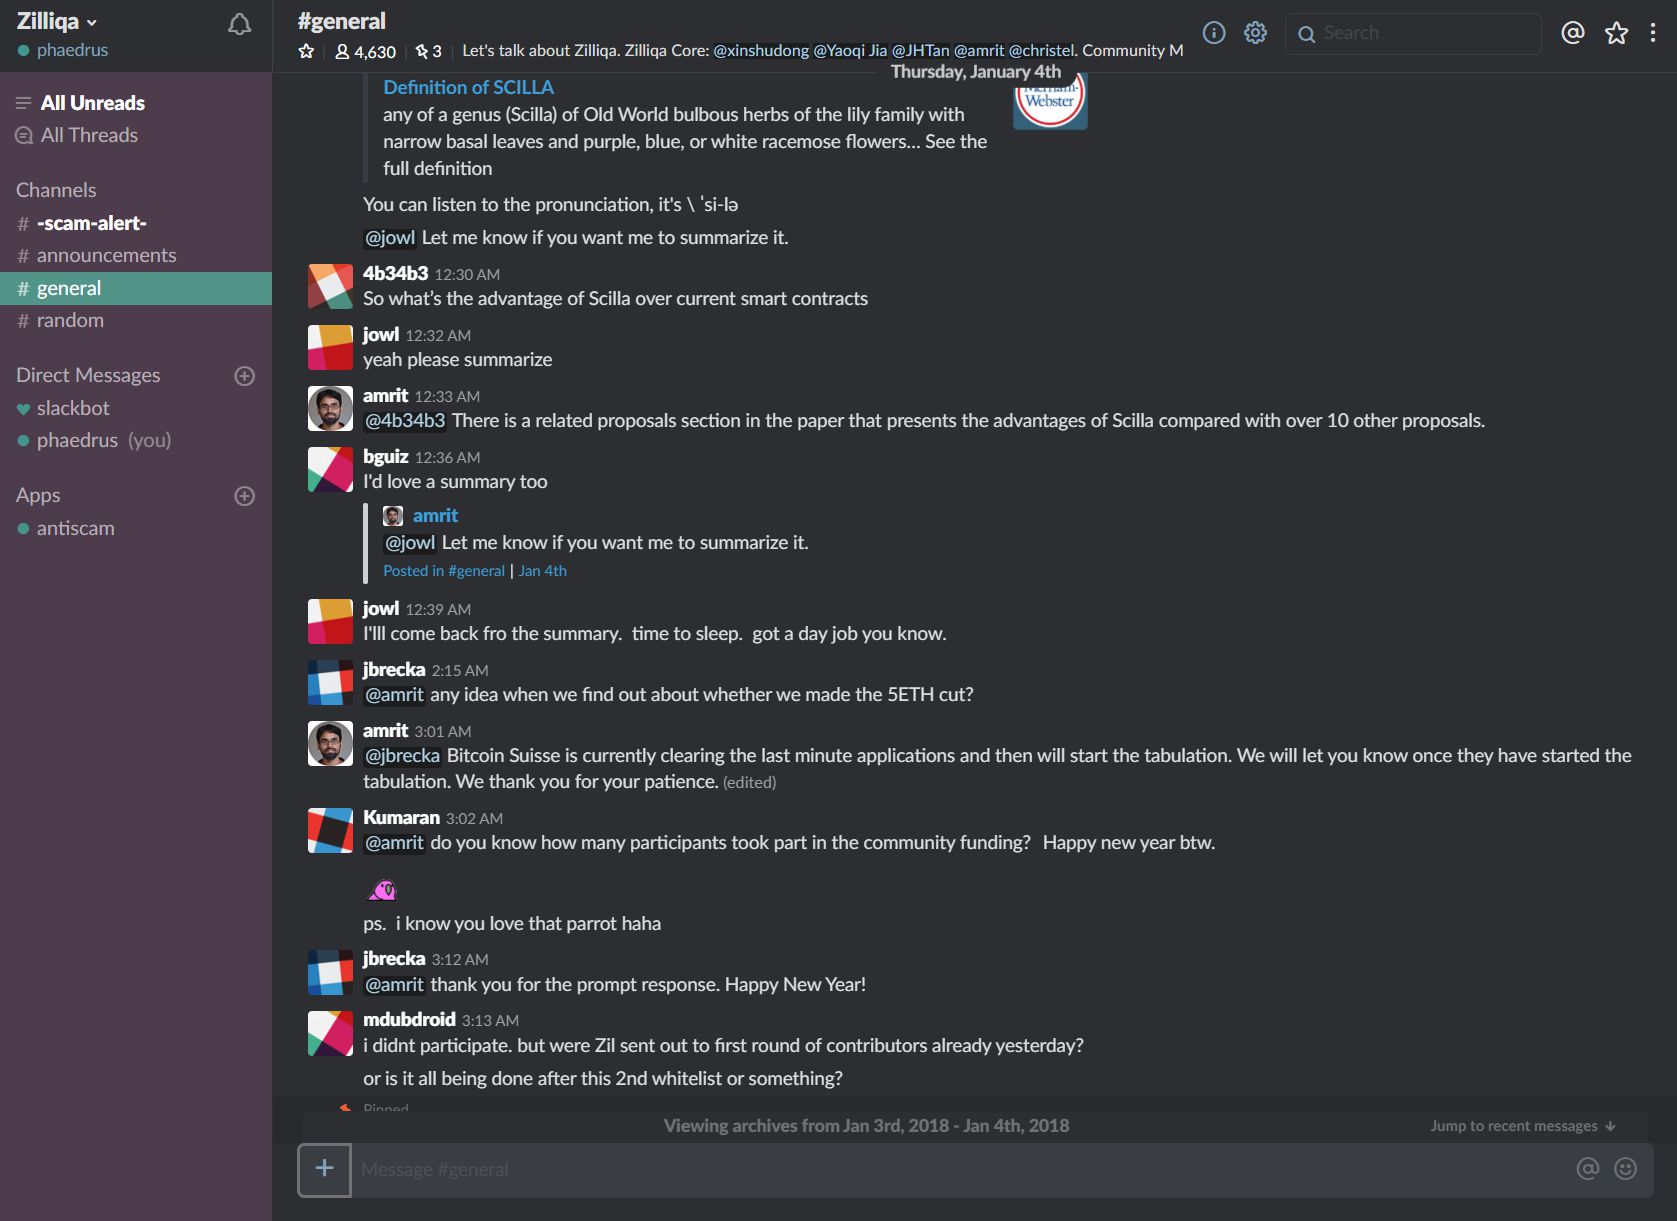 Zilliqa
phaedrus
All Unreads
All Threads
Channels
# -scam-alert-
# announcements
# general
# random
Direct Messages
slackbot
phaedrus (you)
Apps
antiscam
#general
4,630 | 3 | Let's talk about Zilliqa. Zilliqa Core: @xinshudong @Yaoqi Jia @JHTan @amrit @christel. Community M
Search
Thursday, January 4th
Definition of SCILLA
any of a genus (Scilla) of Old World bulbous herbs of the lily family with
narrow basal leaves and purple, blue, or white racemose flowers... See the
full definition
Merriam-
Webster
You can listen to the pronunciation, it's \ ˈsi-lə
@jowl Let me know if you want me to summarize it.
4b34b3 12:30 AM
So what's the advantage of Scilla over current smart contracts
jowl 12:32 AM
yeah please summarize
amrit 12:33 AM
@4b34b3 There is a related proposals section in the paper that presents the advantages of Scilla compared with over 10 other proposals.
bguiz 12:36 AM
I'd love a summary too
amrit
@jowl Let me know if you want me to summarize it.
Posted in #general | Jan 4th
jowl 12:39 AM
I'lll come back fro the summary. time to sleep. got a day job you know.
jbrecka 2:15 AM
@amrit any idea when we find out about whether we made the 5ETH cut?
amrit 3:01 AM
@jbrecka Bitcoin Suisse is currently clearing the last minute applications and then will start the tabulation. We will let you know once they have started the
tabulation. We thank you for your patience. (edited)
Kumaran 3:02 AM
@amrit do you know how many participants took part in the community funding? Happy new year btw.
ps. i know you love that parrot haha
jbrecka 3:12 AM
@amrit thank you for the prompt response. Happy New Year!
mdubdroid 3:13 AM
i didnt participate. but were Zil sent out to first round of contributors already yesterday?
or is it all being done after this 2nd whitelist or something?
Pinned
Viewing archives from Jan 3rd, 2018 - Jan 4th, 2018
Jump to recent messages ↓
+ Message #general